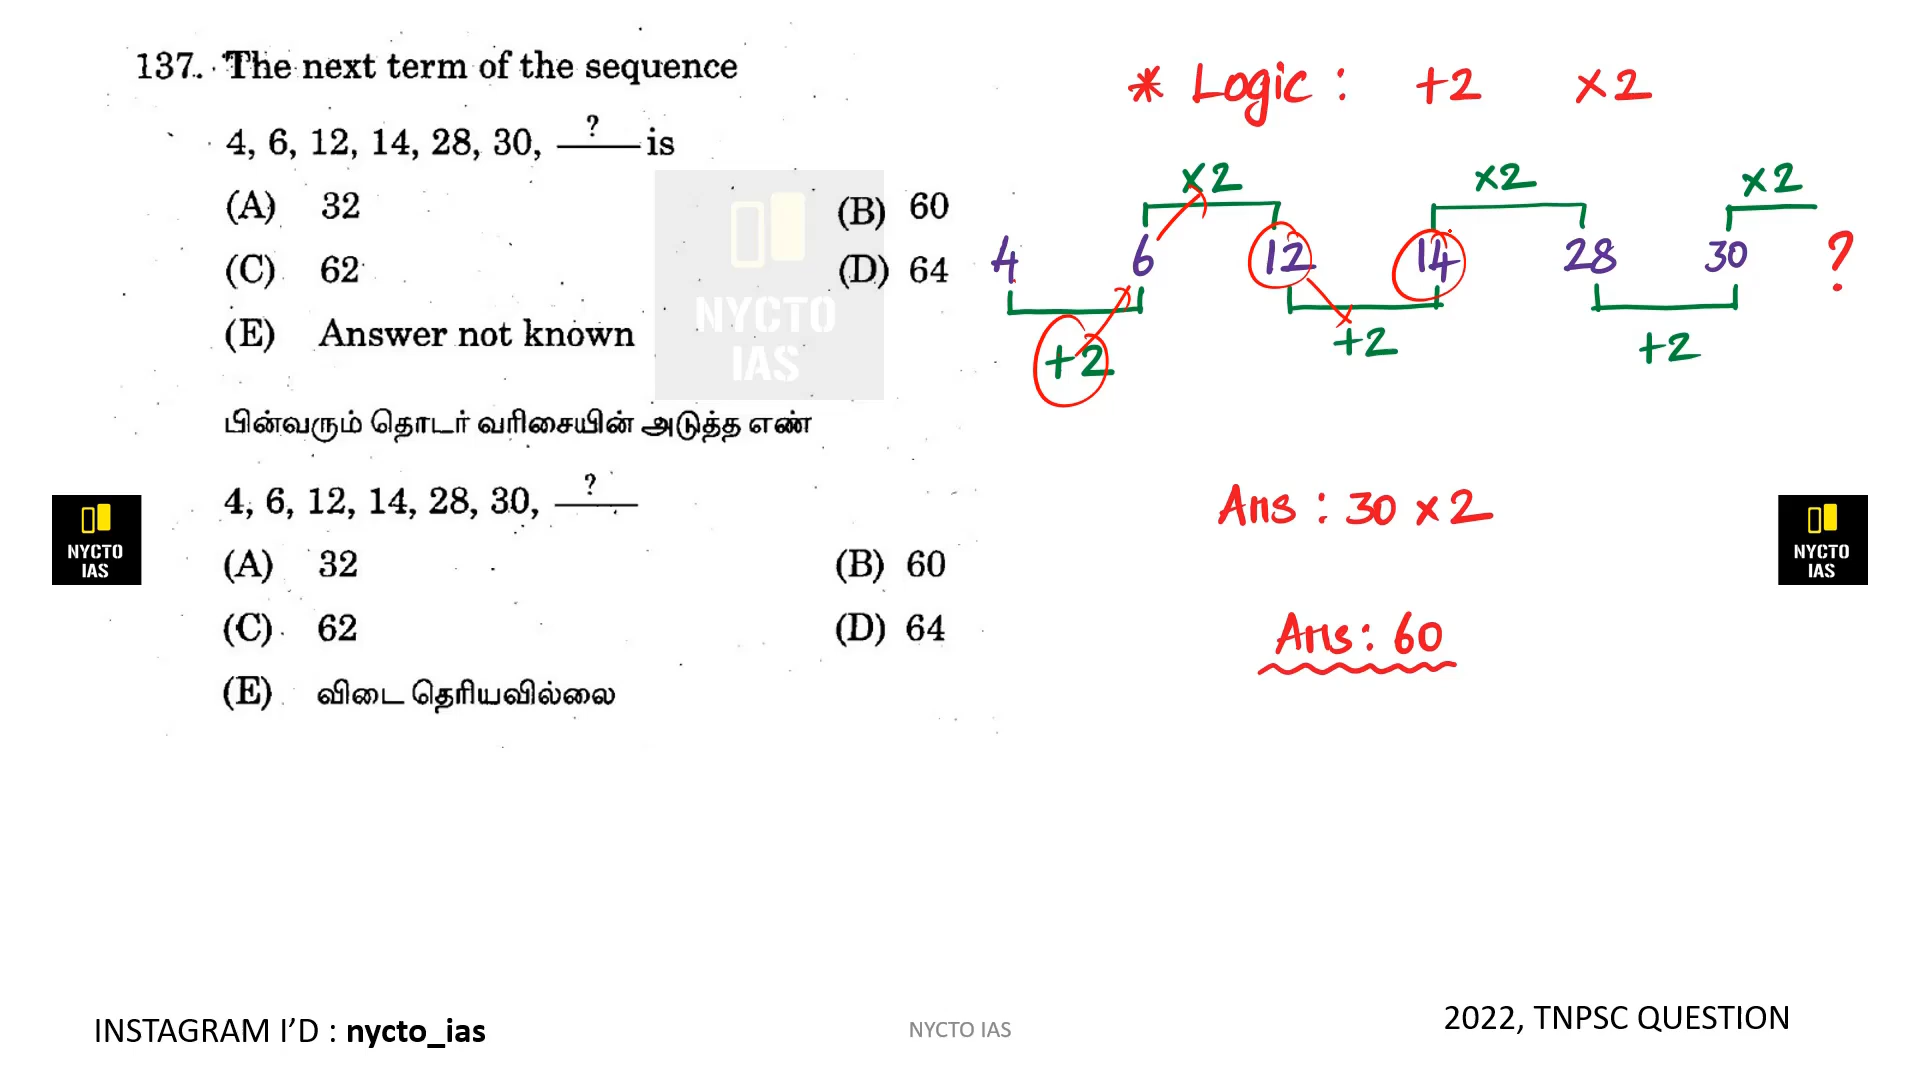 137. The next term of the sequence
4, 6, 12, 14, 28, 30, ? is
(A) 32 (B) 60
(C) 62 (D) 64
(E) Answer not known
பின்வரும் தொடர் வரிசையின் அடுத்த எண்
4, 6, 12, 14, 28, 30, ?
(A) 32 (B) 60
(C) 62 (D) 64
(E) விடை தெரியவில்லை
* Logic : +2 ×2
×2 ×2 ×2
4 6 12 14 28 30 ?
+2 +2 +2
Ans : 30 × 2
Ans : 60
NYCTO
IAS
NYCTO
IAS
NYCTO
IAS
INSTAGRAM I’D : nycto_ias
NYCTO IAS
2022, TNPSC QUESTION